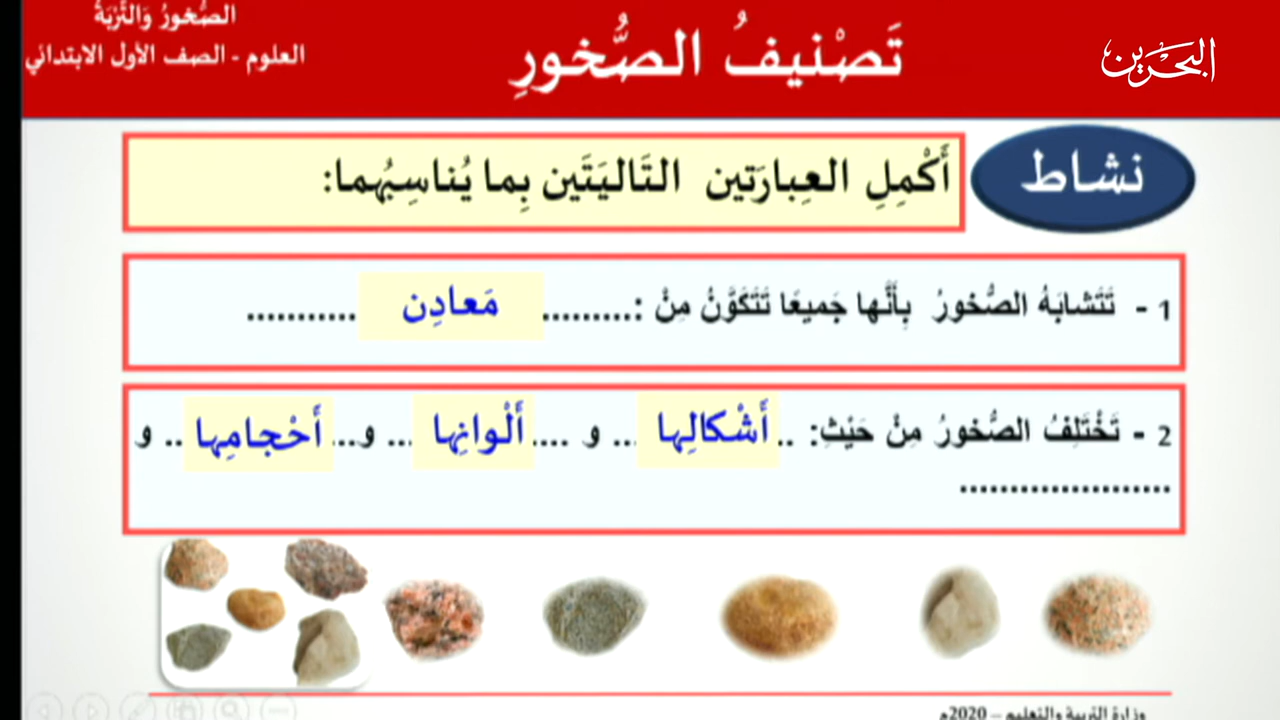 الصُّخورُ وَالتُّرْبَةُ
العلوم - الصف الأول الابتدائي
تَصْنيفُ الصُّخورِ
البحرين
نشاط
أَكْمِلِ العِبارَتين التَاليَتَين بِما يُناسِبُهما:
1 - تَتَشابَهُ الصُّخورُ بِأَنَّها جَميعَا تَتَكَوَّنُ مِنْ :......... مَعادِن ...........
2 - تَخْتَلِفُ الصُّخورُ مِنْ حَيْثِ: .. أَشْكالِها ... و .... أَلْوانِها ... و... أَحْجامِها .. و
.....................
وزارة التربية والتعليم – 2020م